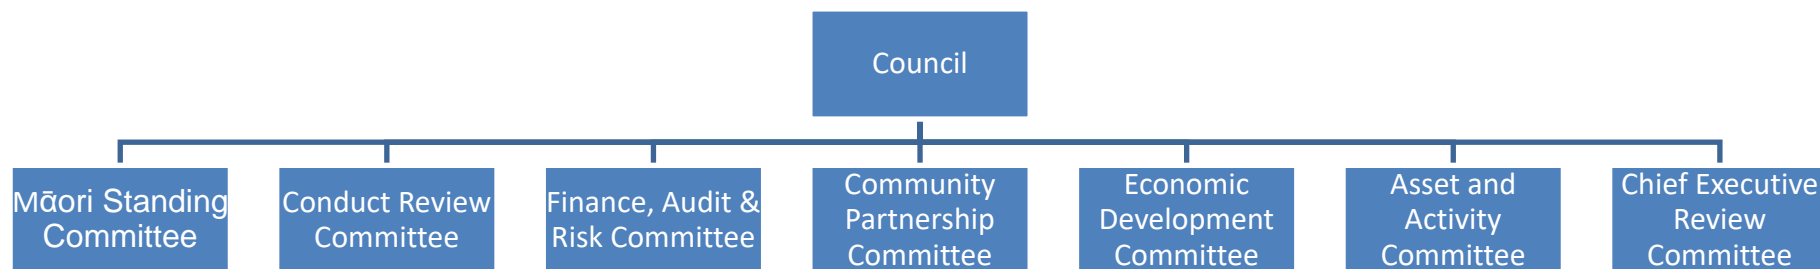 Council
Māori Standing
Committee
Conduct Review
Committee
Finance, Audit &
Risk Committee
Community
Partnership
Committee
Economic
Development
Committee
Asset and
Activity
Committee
Chief Executive
Review
Committee